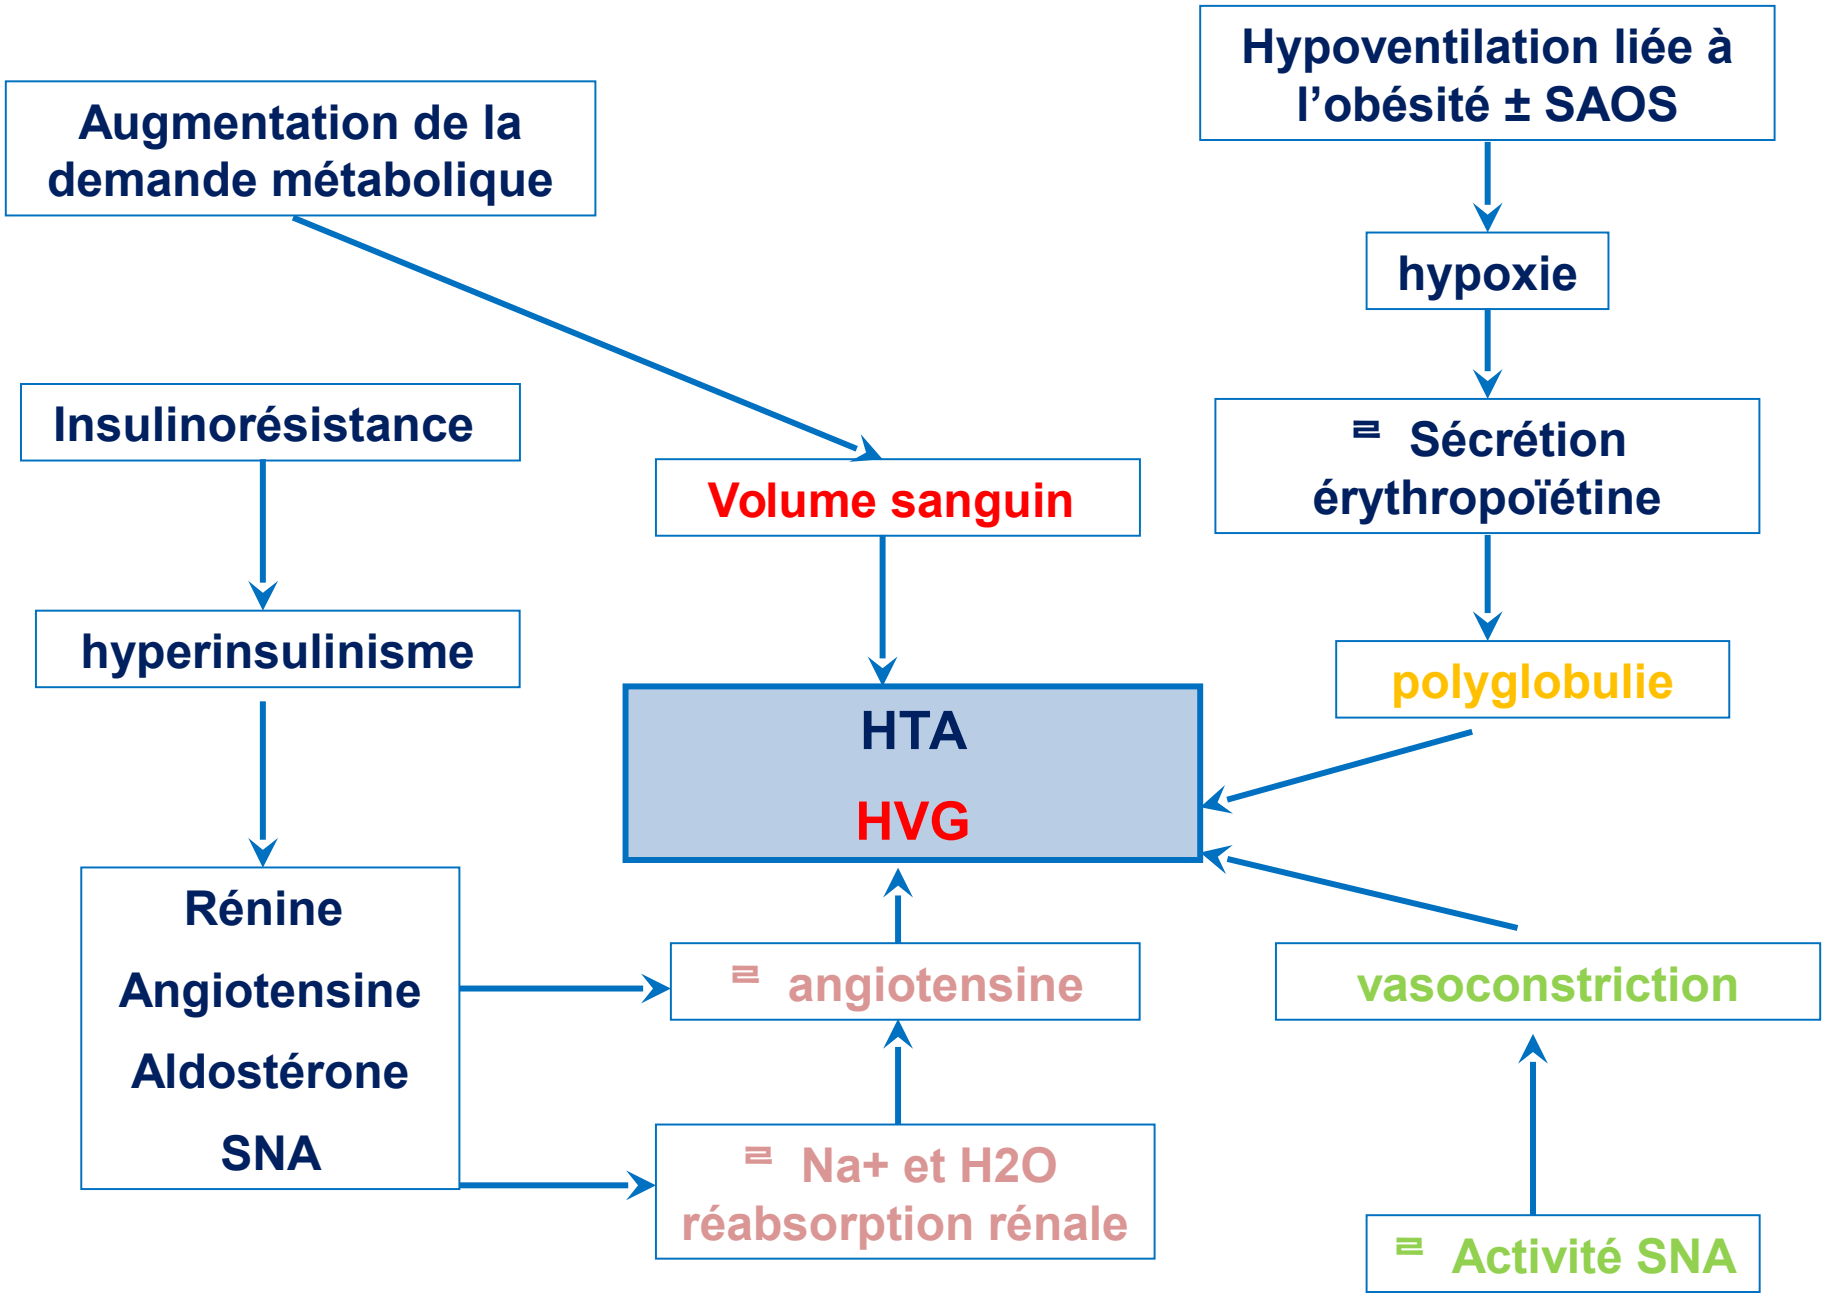 Hypoventilation liée à
l’obésité ± SAOS
Augmentation de la
demande métabolique
hypoxie
Insulinorésistance
Sécrétion
érythropoïétine
Volume sanguin
hyperinsulinisme
polyglobulie
HTA
HVG
Rénine
Angiotensine
Aldostérone
SNA
angiotensine
vasoconstriction
Na+ et H2O
réabsorption rénale
Activité SNA